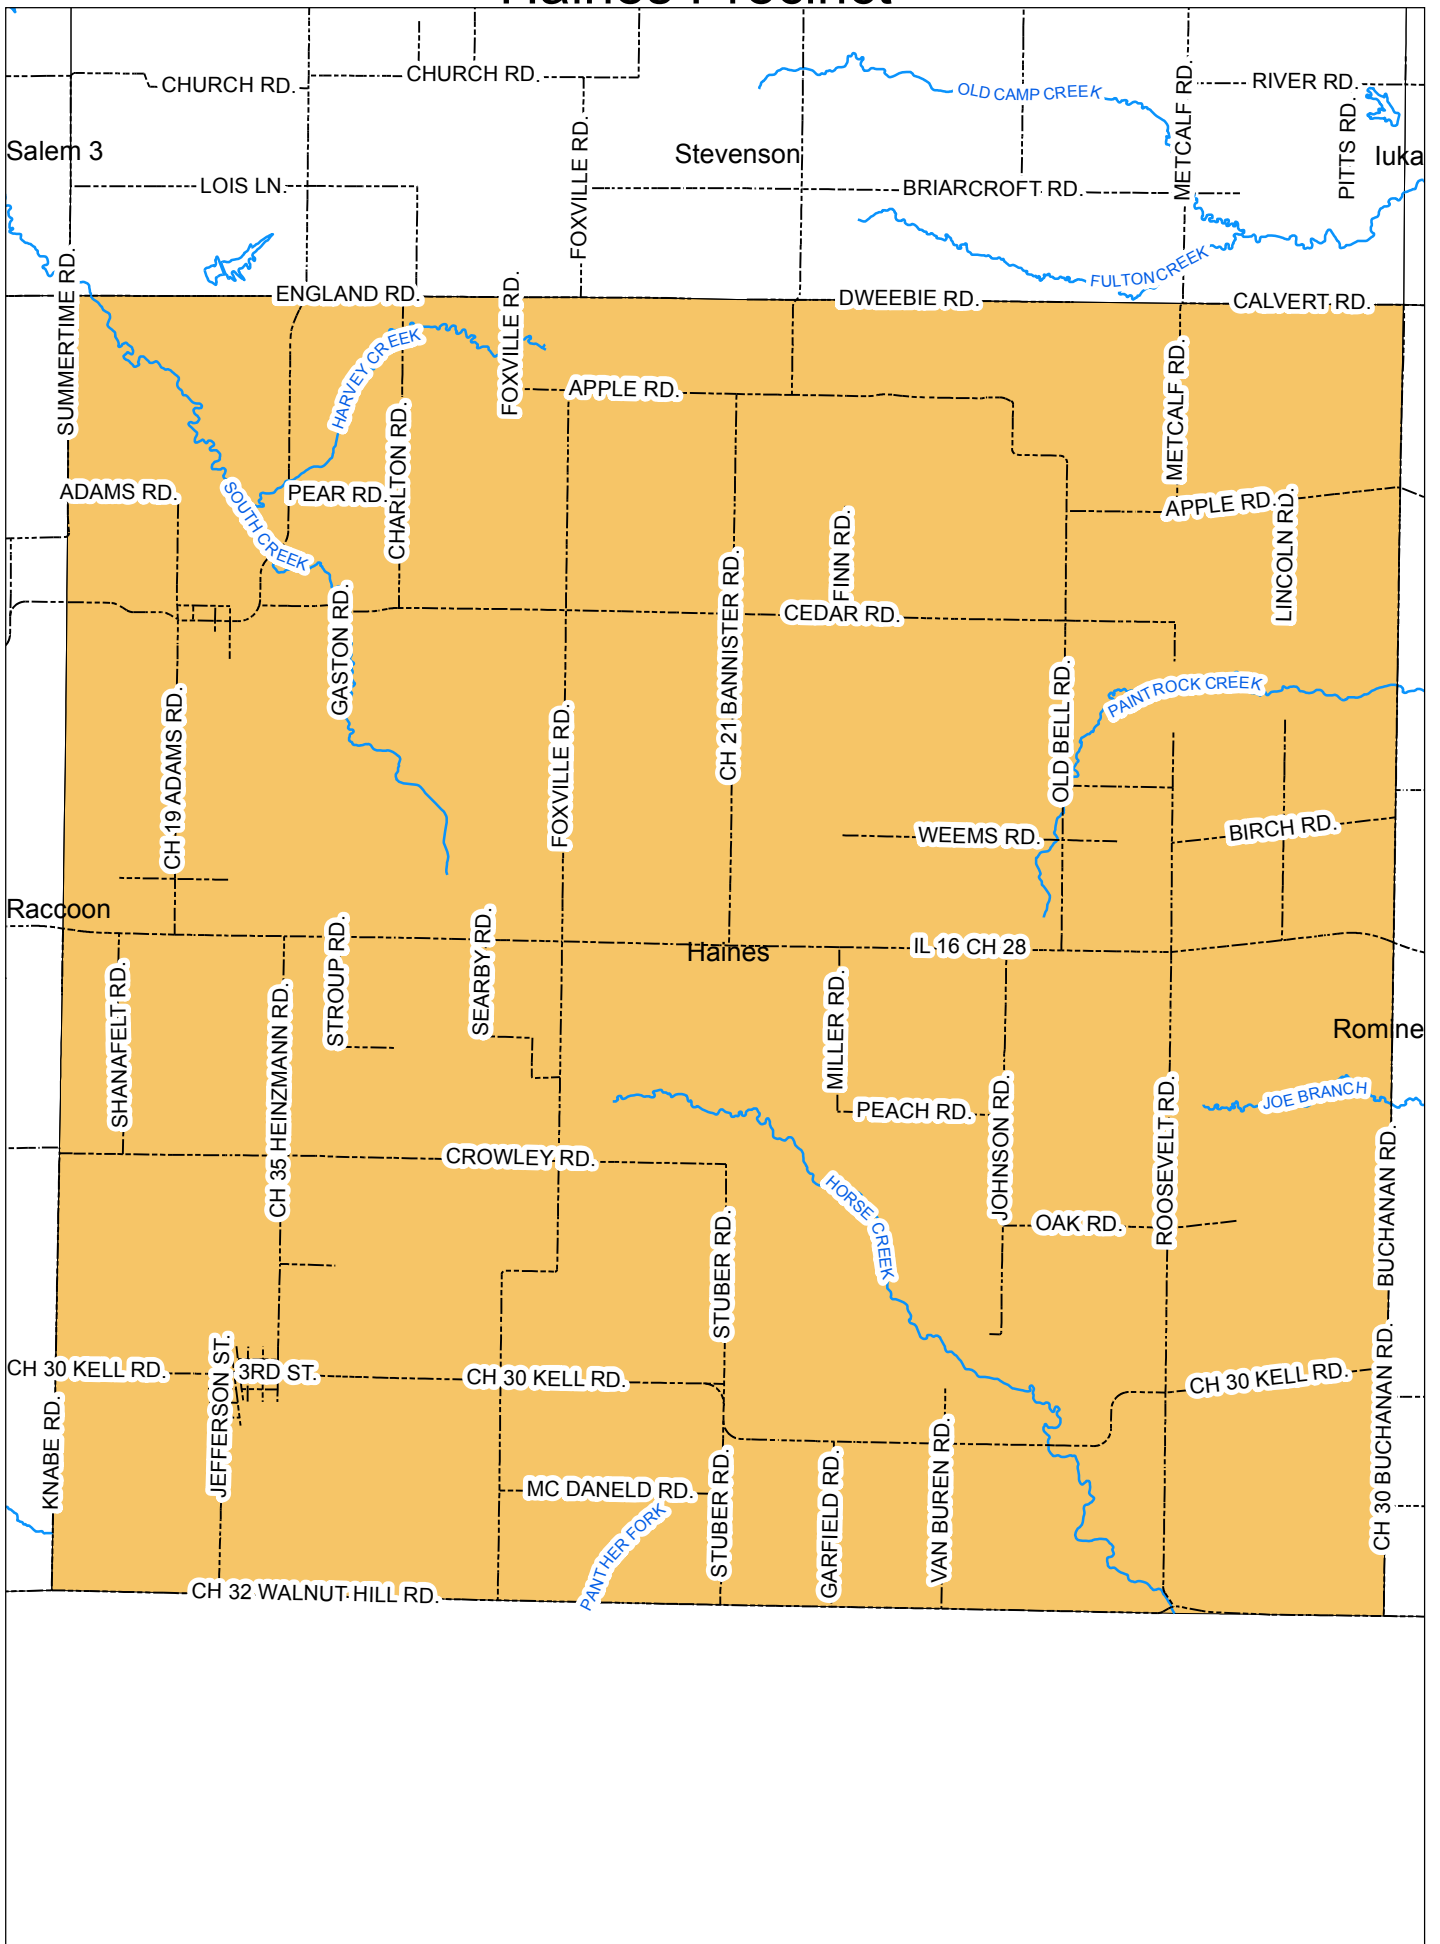 Haines Precinct
CHURCH RD.
CHURCH RD.
OLD CAMP CREEK
METCALF RD.
RIVER RD.
PITTS RD.
Salem 3
FOXVILLE RD.
Stevenson
Iuka
LOIS LN.
BRIARCROFT RD.
SUMMERTIME RD.
FULTON CREEK
ENGLAND RD.
FOXVILLE RD.
DWEEBIE RD.
CALVERT RD.
HARVEY CREEK
APPLE RD.
METCALF RD.
CHARLTON RD.
ADAMS RD.
SOUTH CREEK
PEAR RD.
APPLE RD.
LINCOLN RD.
FINN RD.
CH 21 BANNISTER RD.
GASTON RD.
CEDAR RD.
CH 19 ADAMS RD.
FOXVILLE RD.
OLD BELL RD.
PAINT ROCK CREEK
WEEMS RD.
BIRCH RD.
Raccoon
STROUP RD.
SEARBY RD.
Haines
IL 16 CH 28
SHANAFELT RD.
CH 35 HEINZMANN RD.
MILLER RD.
Romine
JOHNSON RD.
ROOSEVELT RD.
JOE BRANCH
PEACH RD.
BUCHANAN RD.
CROWLEY RD.
HORSE CREEK
STUBER RD.
OAK RD.
CH 30 KELL RD.
JEFFERSON ST.
3RD ST.
CH 30 KELL RD.
CH 30 KELL RD.
CH 30 BUCHANAN RD.
KNABE RD.
MC DANELD RD.
STUBER RD.
GARFIELD RD.
VAN BUREN RD.
PANTHER FORK
CH 32 WALNUT HILL RD.